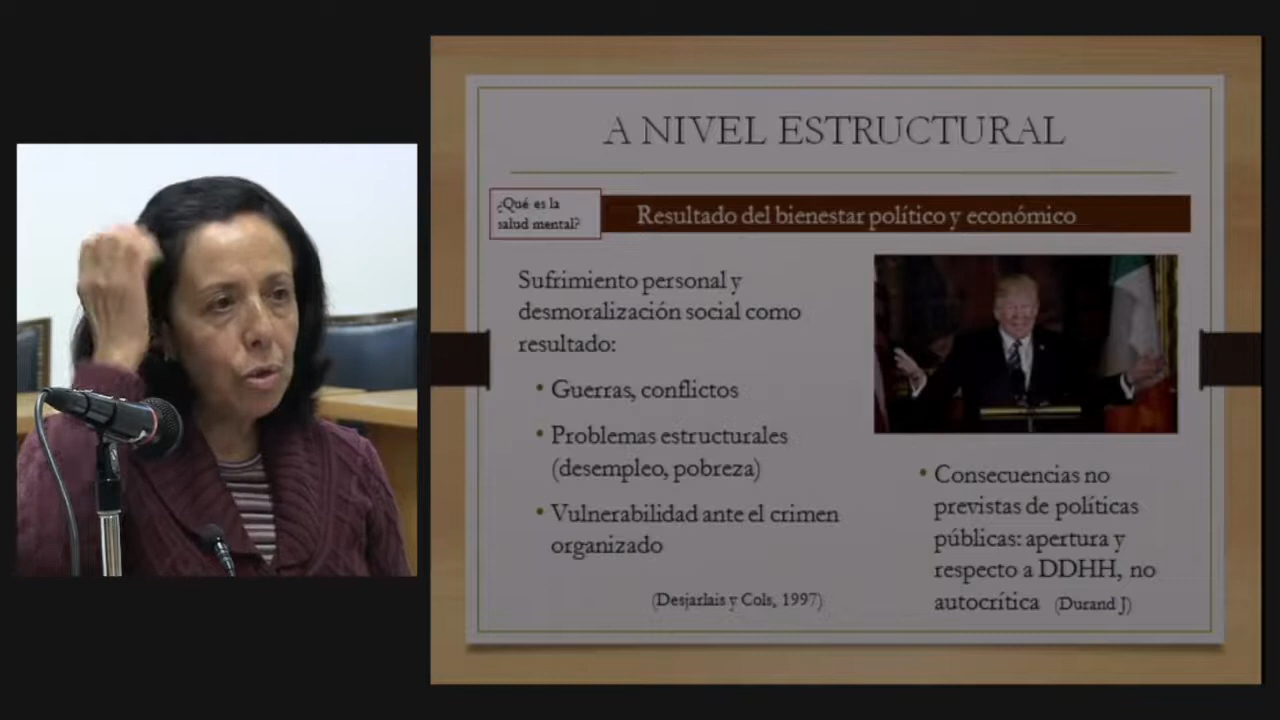 A NIVEL ESTRUCTURAL
¿Qué es la
salud mental?
Resultado del bienestar político y económico
Sufrimiento personal y
desmoralización social como
resultado:
• Guerras, conflictos
• Problemas estructurales
(desempleo, pobreza)
• Vulnerabilidad ante el crimen
organizado
(Desjarlais y Cols, 1997)
• Consecuencias no
previstas de políticas
públicas: apertura y
respecto a DDHH, no
autocrítica (Durand J)